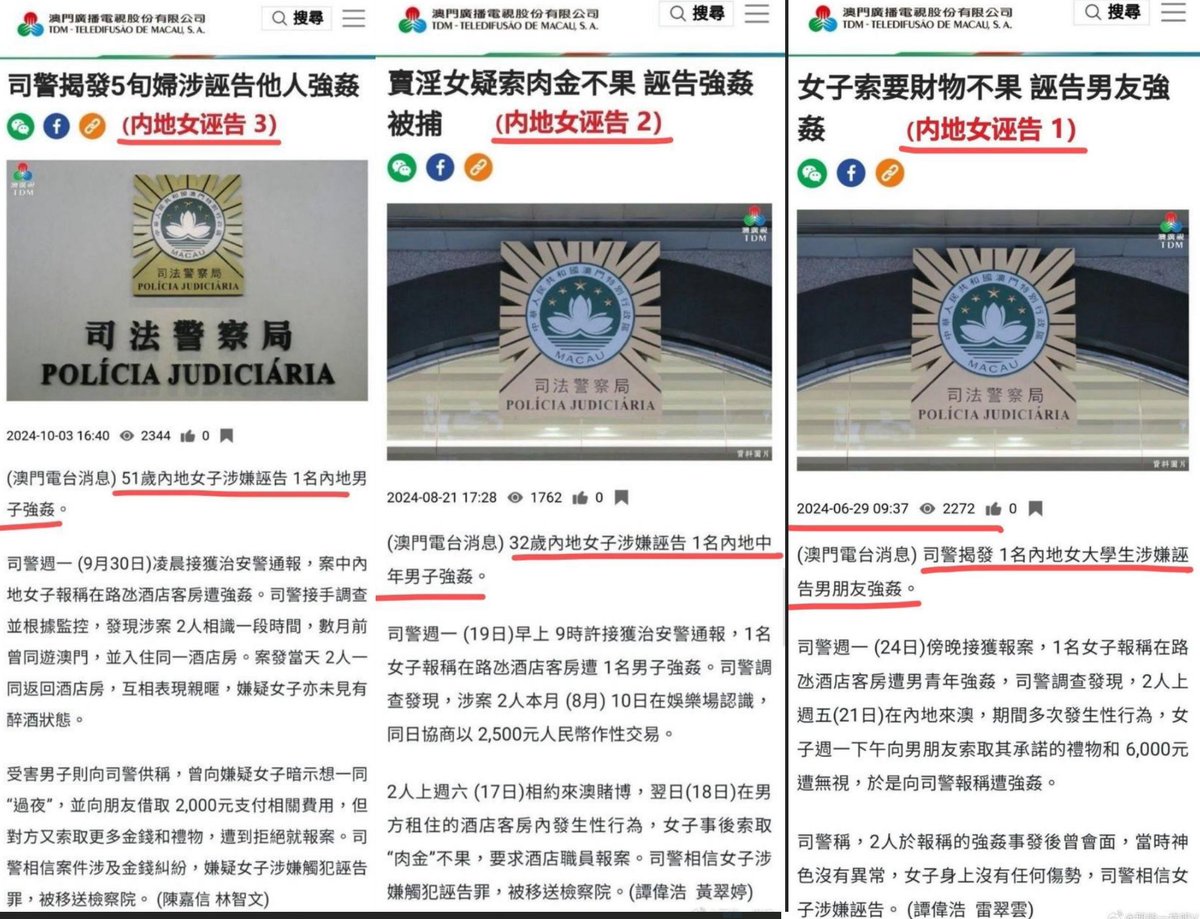 澳門廣播電視股份有限公司
TDM - TELEDIFUSÃO DE MACAU, S. A.
搜尋
司警揭發5旬婦涉誣告他人強姦
(内地女诬告 3)
澳廣視
TDM
中華人民共和國澳門特別行政區
MACAU
司法警察局
POLÍCIA JUDICIÁRIA
司法警察局
POLÍCIA JUDICIÁRIA
2024-10-03 16:40 2344 0
(澳門電台消息) 51歲內地女子涉嫌誣告 1名內地男
子強姦。
司警週一 (9月30日)凌晨接獲治安警通報，案中內
地女子報稱在路氹酒店客房遭強姦。司警接手調查
並根據監控，發現涉案 2人相識一段時間，數月前
曾同遊澳門，並入住同一酒店房。案發當天 2人一
同返回酒店房，互相表現親暱，嫌疑女子亦未見有
醉酒狀態。
受害男子則向司警供稱，曾向嫌疑女子暗示想一同
“過夜”，並向朋友借取 2,000元支付相關費用，但
對方又索取更多金錢和禮物，遭到拒絕就報案。司
警相信案件涉及金錢糾紛，嫌疑女子涉嫌觸犯誣告
罪，被移送檢察院。 (陳嘉信 林智文)
澳門廣播電視股份有限公司
TDM - TELEDIFUSÃO DE MACAU, S. A.
搜尋
賣淫女疑索肉金不果 誣告強姦
被捕
(内地女诬告 2)
澳廣視
TDM
中華人民共和國澳門特別行政區
MACAU
司法警察局
POLÍCIA JUDICIÁRIA
資料圖片
2024-08-21 17:28 1762 0
(澳門電台消息) 32歲內地女子涉嫌誣告 1名內地中
年男子強姦。
司警週一 (19日)早上 9時許接獲治安警通報，1名
女子報稱在路氹酒店客房遭 1名男子強姦。司警調
查發現，涉案 2人本月 (8月) 10日在娛樂場認識，
同日協商以 2,500元人民幣作性交易。
2人上週六 (17日)相約來澳賭博，翌日(18日)在男
方租住的酒店客房內發生性行為，女子事後索取
“肉金”不果，要求酒店職員報案。司警相信女子涉
嫌觸犯誣告罪，被移送檢察院。(譚偉浩 黃翠婷)
澳門廣播電視股份有限公司
TDM - TELEDIFUSÃO DE MACAU, S. A.
搜尋
女子索要財物不果 誣告男友強
姦
(内地女诬告 1)
澳廣視
TDM
中華人民共和國澳門特別行政區
MACAU
司法警察局
POLÍCIA JUDICIÁRIA
資料圖片
2024-06-29 09:37 2272 0
(澳門電台消息) 司警揭發 1名內地女大學生涉嫌誣
告男朋友強姦。
司警週一 (24日)傍晚接獲報案，1名女子報稱在路
氹酒店客房遭男青年強姦，司警調查發現，2人上
週五(21日)在內地來澳，期間多次發生性行為，女
子週一下午向男朋友索取其承諾的禮物和 6,000元
遭無視，於是向司警報稱遭強姦。
司警稱，2人於報稱的強姦事發後曾會面，當時神
色沒有異常，女子身上沒有任何傷勢，司警相信女
子涉嫌誣告。 (譚偉浩 雷翠雲)